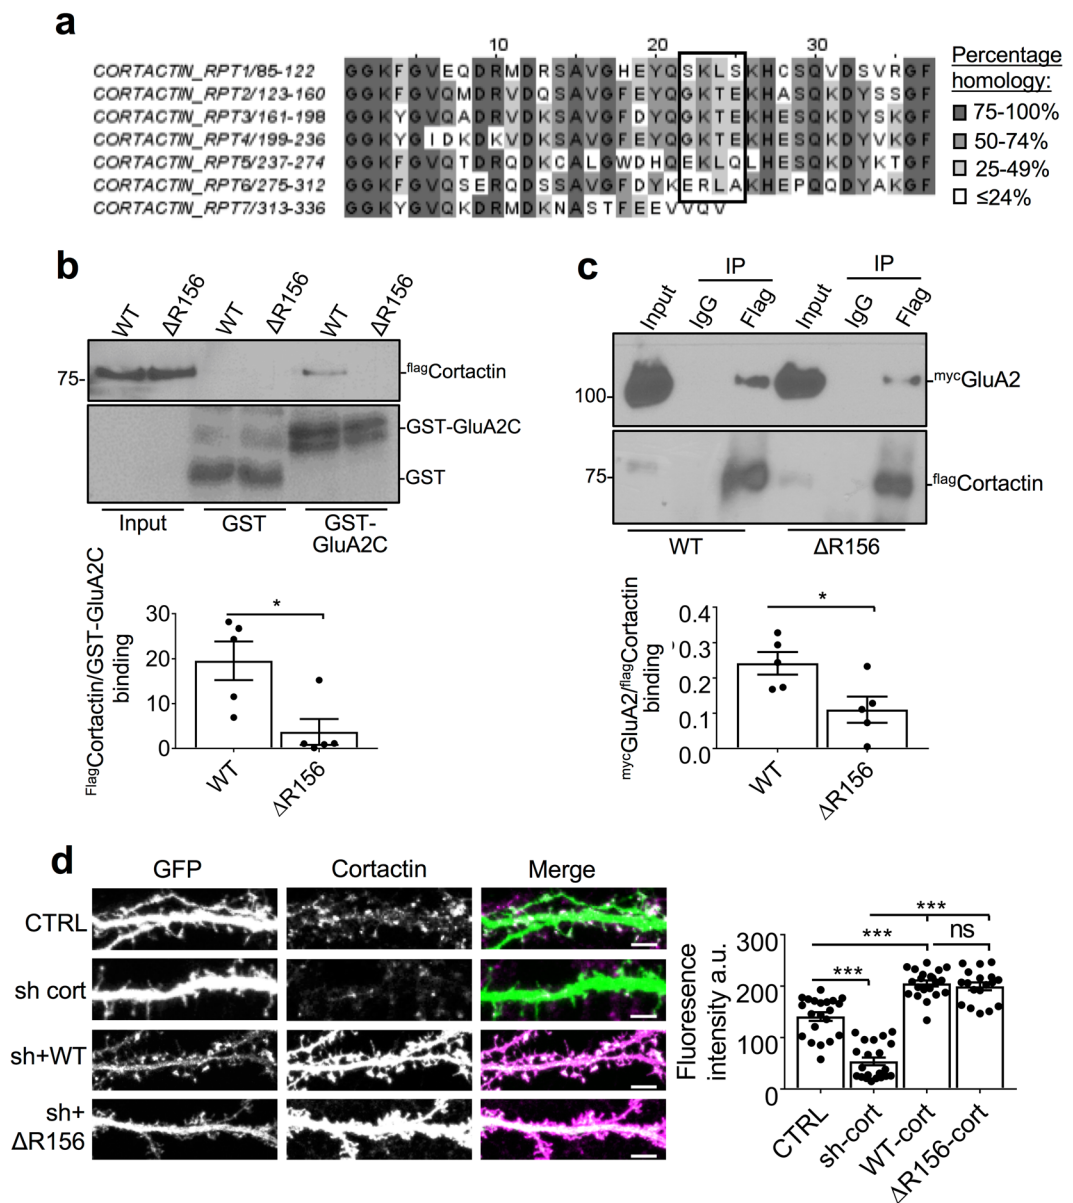 a
10 20 30
CORTACTIN_RPT1/85-122 GGKFGVEQDRMDRSAVGHEYQSKLSKHCSQVDSVRGF
CORTACTIN_RPT2/123-160 GGKFGVQMDRVDQSAVGFEYQGKTEKHASQKDYSSGF
CORTACTIN_RPT3/161-198 GGKYGVQADRVDKSAVGFDYQGKTEKHESQKDYSKGF
CORTACTIN_RPT4/199-236 GGKYGIDKDKVDKSAVGFEYQGKTEKHESQKDYVKGF
CORTACTIN_RPT5/237-274 GGKFGVQTDRQDKCALGWDHQEKLQLHESQKDYKTGF
CORTACTIN_RPT6/275-312 GGKFGVQSERQDSSAVGFDYKERLAKHEPQQDYAKGF
CORTACTIN_RPT7/313-336 GGKYGVQKDRMDKNASTFEEVVQV
Percentage
homology:
75-100%
50-74%
25-49%
≤24%
b
WT ΔR156 WT ΔR156 WT ΔR156
75-
flagCortactin
GST-GluA2C
GST
Input GST GST-
GluA2C
FlagCortactin/GST-GluA2C
binding
30
20
10
0
*
WT ΔR156
c
IP IP
Input IgG Flag Input IgG Flag
100
mycGluA2
75
flagCortactin
WT ΔR156
mycGluA2/flagCortactin
binding
0.4
0.3
0.2
0.1
0.0
*
WT ΔR156
d
GFP Cortactin Merge
CTRL
sh cort
sh+WT
sh+
ΔR156
Fluoresence
intensity a.u.
300
200
100
0
***
*** ns
***
CTRL sh-cort WT-cort ΔR156-cort